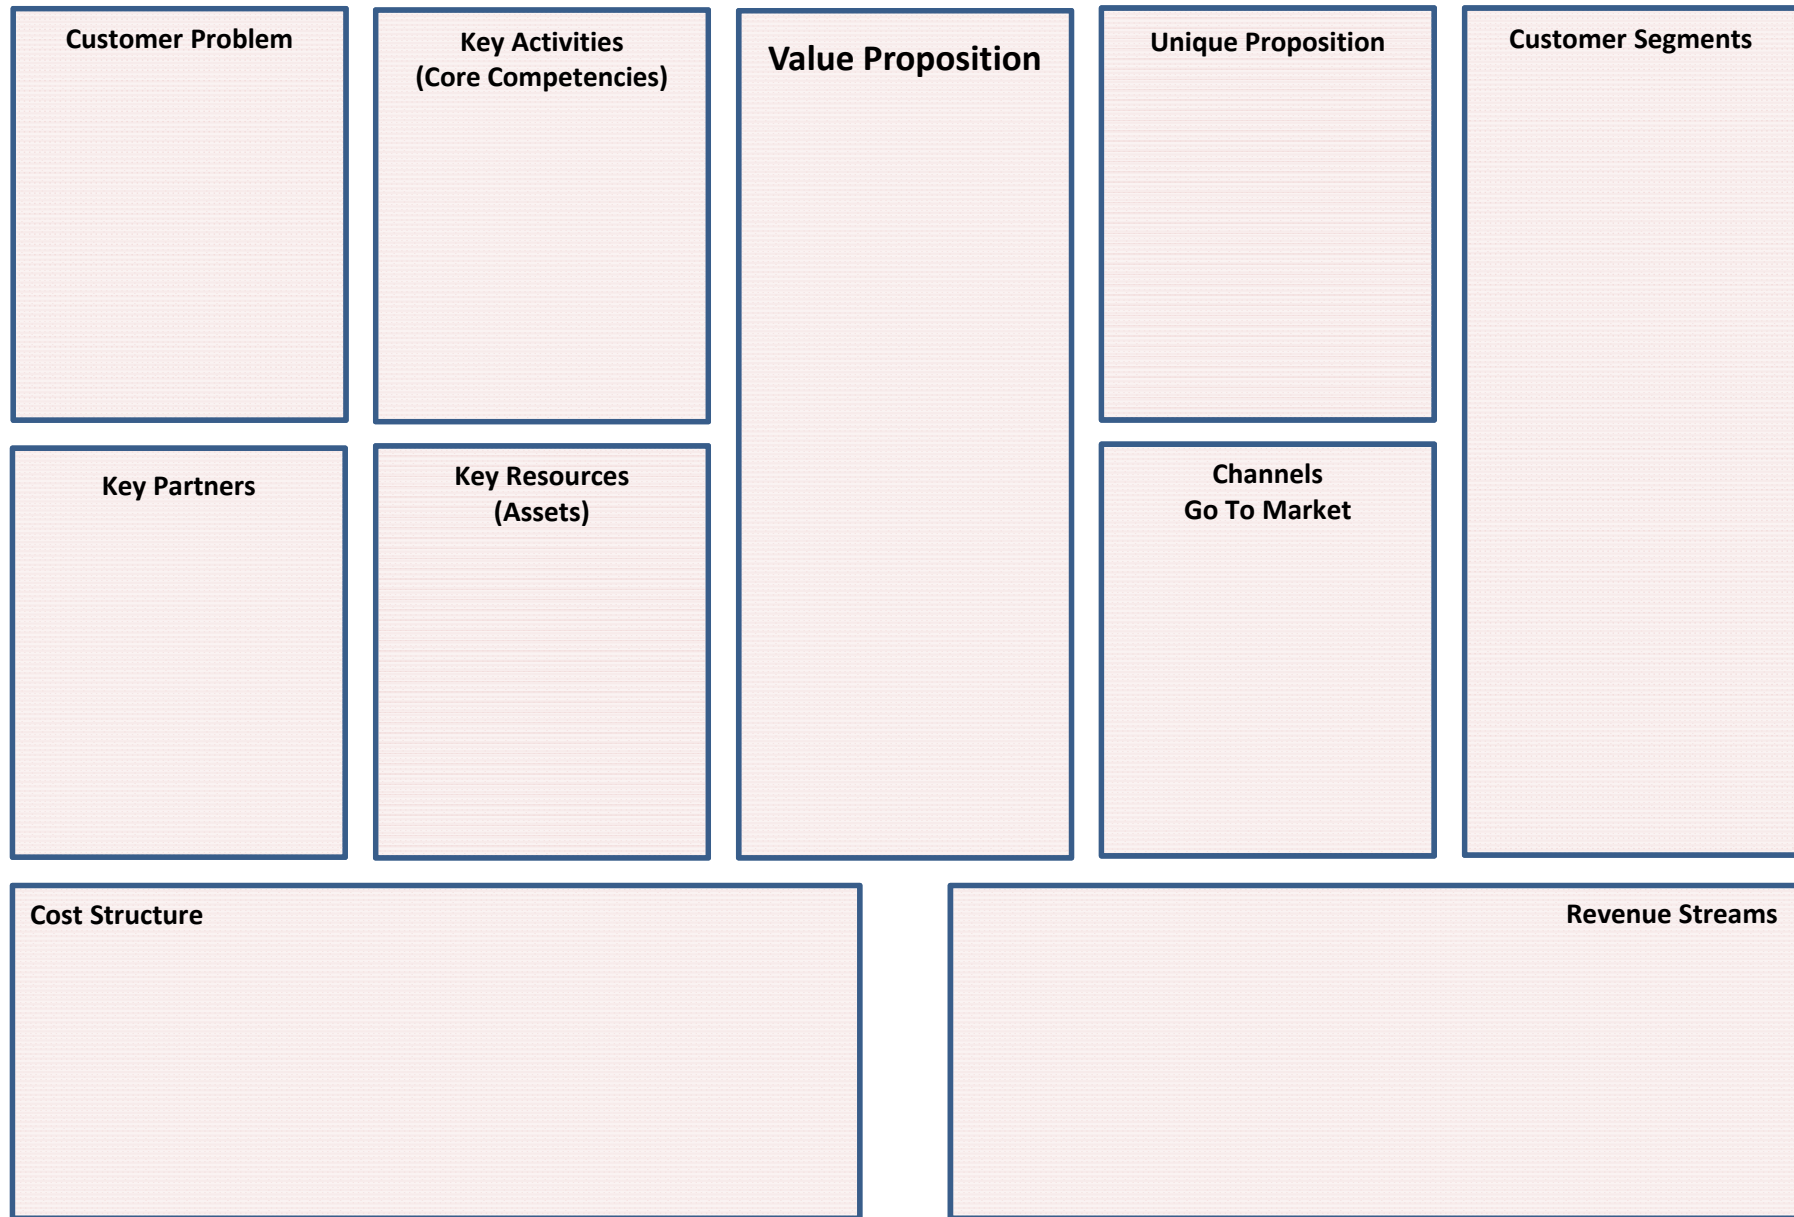 Customer Problem
Key Activities
(Core Competencies)
Value Proposition
Unique Proposition
Customer Segments
Key Partners
Key Resources
(Assets)
Channels
Go To Market
Cost Structure
Revenue Streams